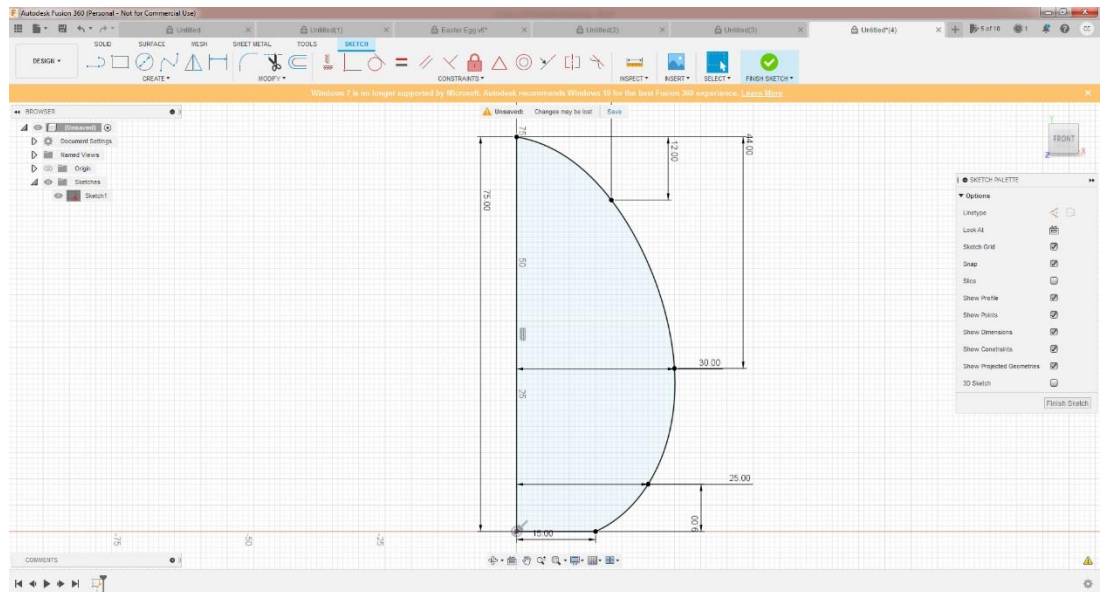 Autodesk Fusion 360 (Personal - Not for Commercial Use)
Untitled
Untitled(1)
Easter Egg v6*
Untitled(2)
Untitled(3)
Untitled*(4)
5 of 10
1
CC
SOLID SURFACE MESH SHEET METAL TOOLS SKETCH
DESIGN
CREATE MODIFY CONSTRAINTS INSPECT INSERT SELECT FINISH SKETCH
Windows 7 is no longer supported by Microsoft. Autodesk recommends Windows 10 for the best Fusion 360 experience. Learn More
BROWSER
Unsaved: Changes may be lost Save
(Unsaved)
Document Settings
Named Views
Origin
Sketches
Sketch1
FRONT
Y
X
Z
75
12.00
44.00
75.00
50
30.00
25
25.00
9.00
15.00
-75
-50
-25
SKETCH PALETTE
Options
Linetype
Look At
Sketch Grid
Snap
Slice
Show Profile
Show Points
Show Dimensions
Show Constraints
Show Projected Geometries
3D Sketch
Finish Sketch
COMMENTS